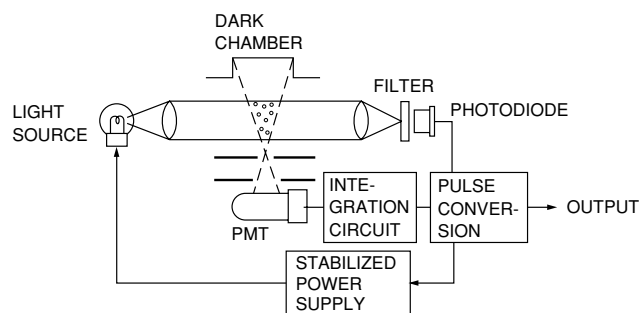 DARK
CHAMBER
FILTER
LIGHT
SOURCE
PHOTODIODE
PMT
INTE-
GRATION
CIRCUIT
PULSE
CONVER-
SION
OUTPUT
STABILIZED
POWER
SUPPLY